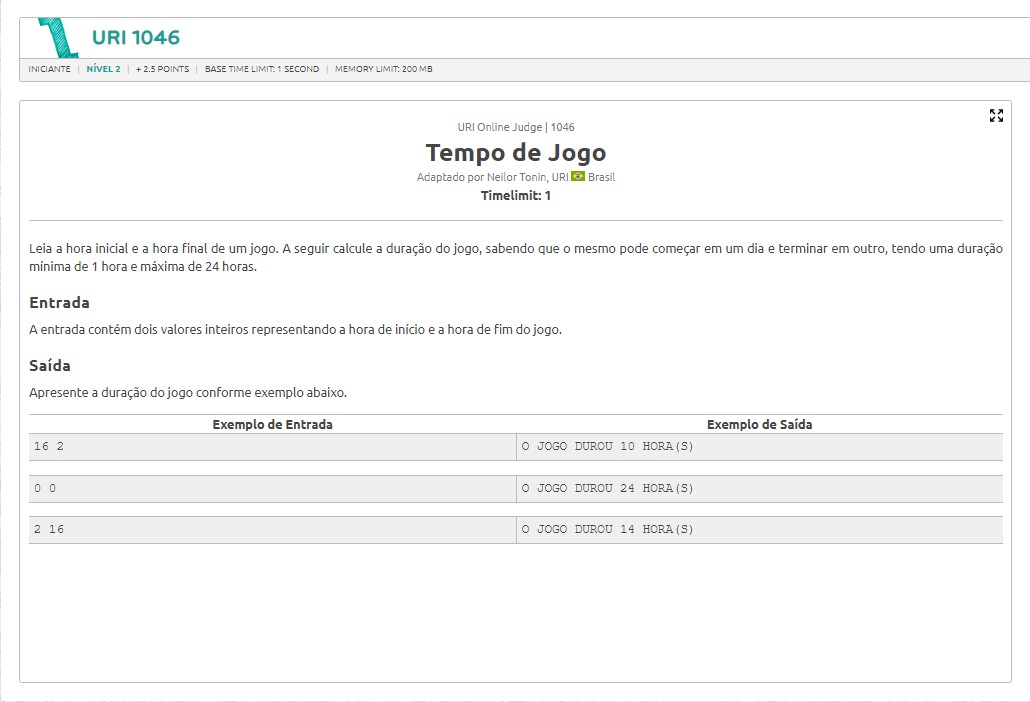 URI 1046
INICIANTE | NÍVEL 2 | + 2.5 POINTS | BASE TIME LIMIT: 1 SECOND | MEMORY LIMIT: 200 MB
URI Online Judge | 1046
Tempo de Jogo
Adaptado por Neilor Tonin, URI Brasil
Timelimit: 1
Leia a hora inicial e a hora final de um jogo. A seguir calcule a duração do jogo, sabendo que o mesmo pode começar em um dia e terminar em outro, tendo uma duração
mínima de 1 hora e máxima de 24 horas.
Entrada
A entrada contém dois valores inteiros representando a hora de início e a hora de fim do jogo.
Saída
Apresente a duração do jogo conforme exemplo abaixo.
Exemplo de Entrada Exemplo de Saída
16 2 O JOGO DUROU 10 HORA(S)
0 0 O JOGO DUROU 24 HORA(S)
2 16 O JOGO DUROU 14 HORA(S)